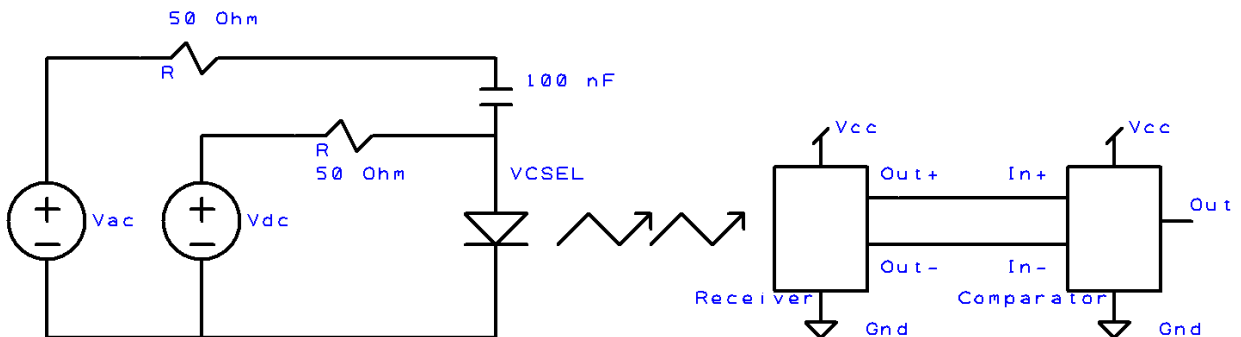 50 Ohm
R
100 nF
R
50 Ohm
VCSEL
+
-
Vac
+
-
Vdc
Vcc
Vcc
Out+
In+
Out
Out-
In-
Receiver
Comparator
Gnd
Gnd